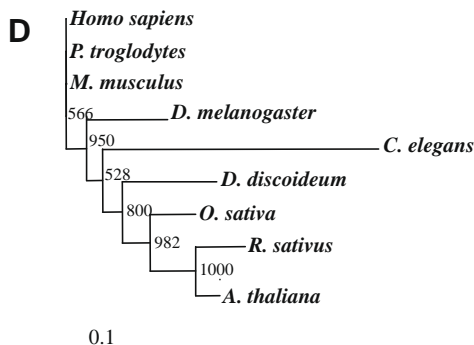 D
Homo sapiens
P. troglodytes
M. musculus
566
D. melanogaster
950
C. elegans
528
D. discoideum
800
O. sativa
982
R. sativus
1000
A. thaliana
0.1